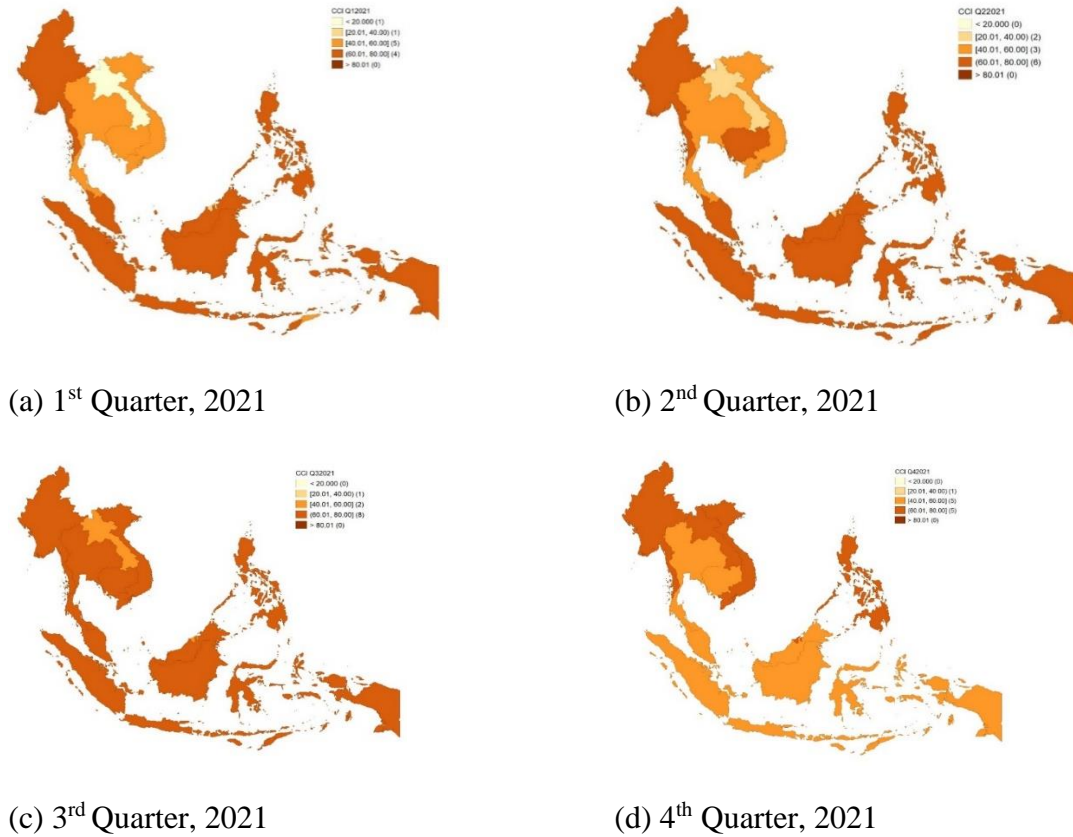 CCI Q12021
< 20.000 (1)
[20.01, 40.00) (1)
[40.01, 60.00] (5)
(60.01, 80.00] (4)
> 80.01 (0)
CCI Q22021
< 20.000 (0)
[20.01, 40.00) (2)
[40.01, 60.00] (3)
(60.01, 80.00] (6)
> 80.01 (0)
(a) 1st Quarter, 2021
(b) 2nd Quarter, 2021
CCI Q32021
< 20.000 (0)
[20.01, 40.00) (1)
[40.01, 60.00] (2)
(60.01, 80.00] (8)
> 80.01 (0)
CCI Q42021
< 20.000 (0)
[20.01, 40.00) (1)
[40.01, 60.00] (5)
(60.01, 80.00] (5)
> 80.01 (0)
(c) 3rd Quarter, 2021
(d) 4th Quarter, 2021